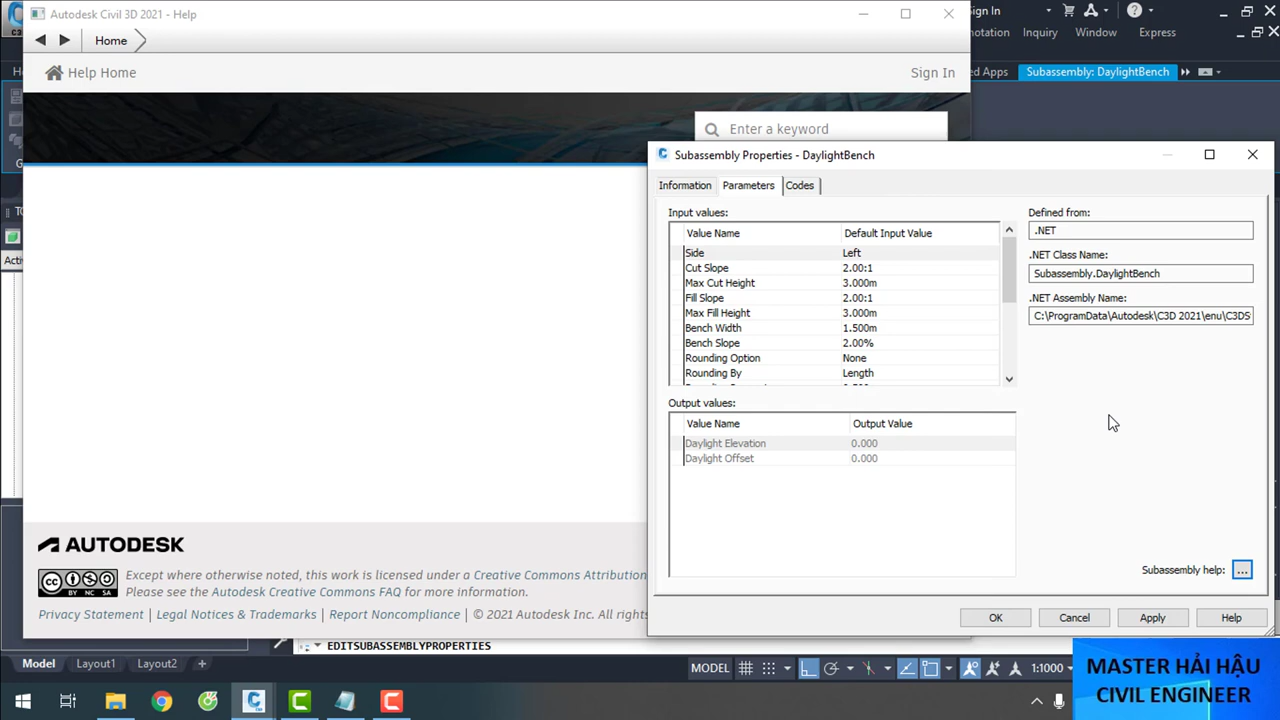 Autodesk Civil 3D 2021 - Help
Home
Help Home
Sign In
Enter a keyword
Sign In
Inquiry
Window
Express
Subassembly: DaylightBench
Subassembly Properties - DaylightBench
Information
Parameters
Codes
Input values:
Value Name
Default Input Value
Side
Left
Cut Slope
2.00:1
Max Cut Height
3.000m
Fill Slope
2.00:1
Max Fill Height
3.000m
Bench Width
1.500m
Bench Slope
2.00%
Rounding Option
None
Rounding By
Length
Output values:
Value Name
Output Value
Daylight Elevation
0.000
Daylight Offset
0.000
Defined from:
.NET
.NET Class Name:
Subassembly.DaylightBench
.NET Assembly Name:
C:\ProgramData\Autodesk\C3D 2021\enu\C3DS
Subassembly help:
...
OK
Cancel
Apply
Help
AUTODESK
Except where otherwise noted, this work is licensed under a Creative Commons Attribution
Please see the Autodesk Creative Commons FAQ for more information.
Privacy Statement | Legal Notices & Trademarks | Report Noncompliance | © 2021 Autodesk Inc. All rights
EDITSUBASSEMBLYPROPERTIES
Model
Layout1
Layout2
MODEL
1:1000
MASTER HẢI HẬU
CIVIL ENGINEER